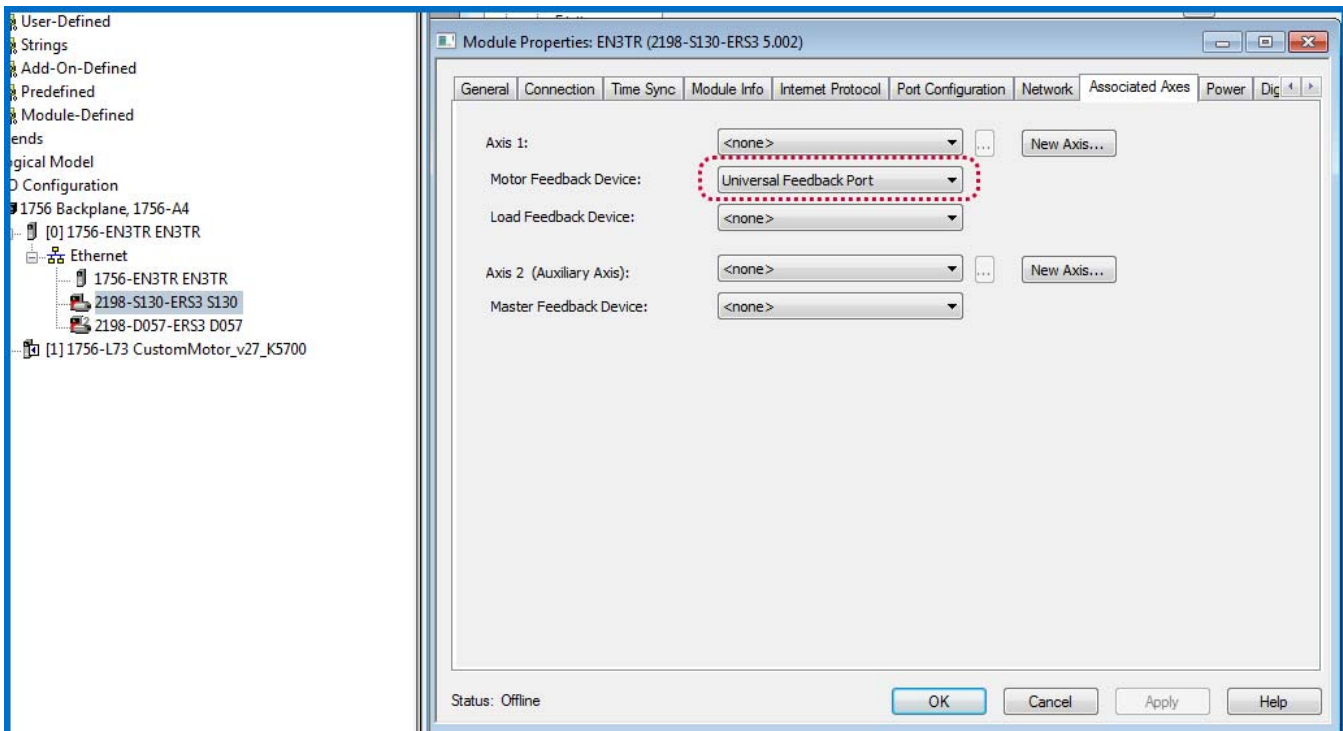 User-Defined
Strings
Add-On-Defined
Predefined
Module-Defined
ends
gical Model
Configuration
1756 Backplane, 1756-A4
[0] 1756-EN3TR EN3TR
Ethernet
1756-EN3TR EN3TR
2198-S130-ERS3 S130
2198-D057-ERS3 D057
[1] 1756-L73 CustomMotor_v27_K5700
Module Properties: EN3TR (2198-S130-ERS3 5.002)
General Connection Time Sync Module Info Internet Protocol Port Configuration Network Associated Axes Power Dig
Axis 1: <none> ... New Axis...
Motor Feedback Device: Universal Feedback Port
Load Feedback Device: <none>
Axis 2 (Auxiliary Axis): <none> ... New Axis...
Master Feedback Device: <none>
Status: Offline OK Cancel Apply Help